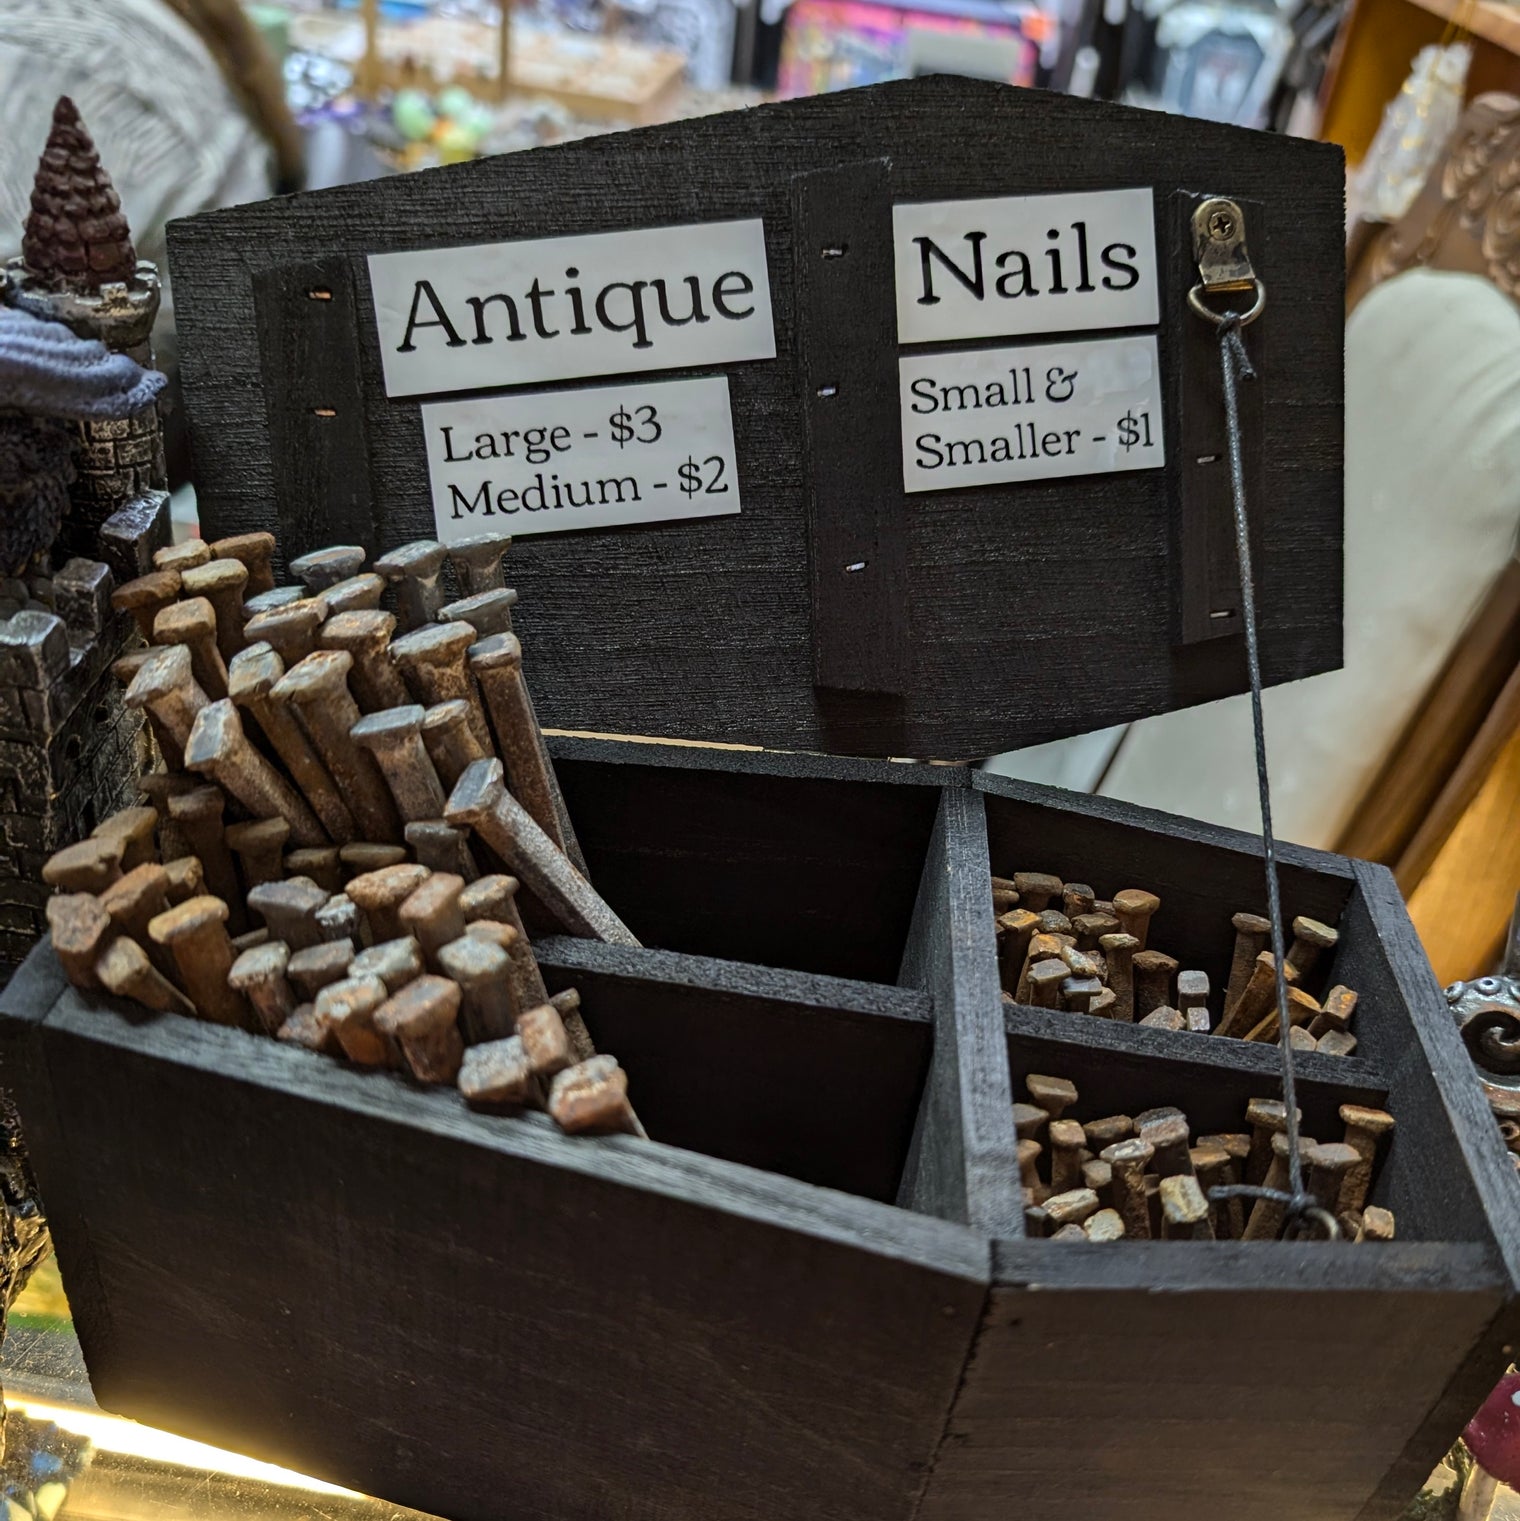 Antique
Large - $3
Medium - $2
Nails
Small &
Smaller - $1